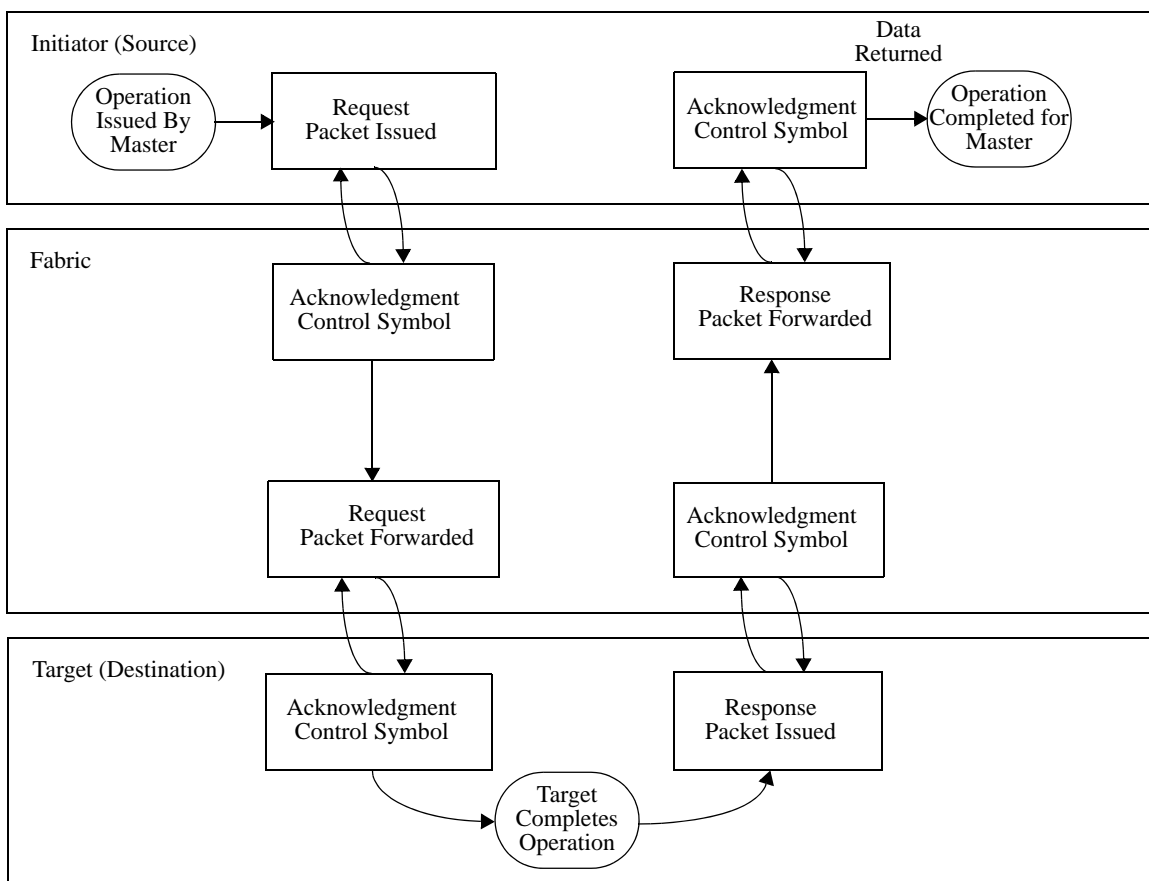 Initiator (Source)
Data
Returned
Operation
Issued By
Master
Request
Packet Issued
Acknowledgment
Control Symbol
Operation
Completed for
Master
Fabric
Acknowledgment
Control Symbol
Response
Packet Forwarded
Request
Packet Forwarded
Acknowledgment
Control Symbol
Target (Destination)
Acknowledgment
Control Symbol
Response
Packet Issued
Target
Completes
Operation